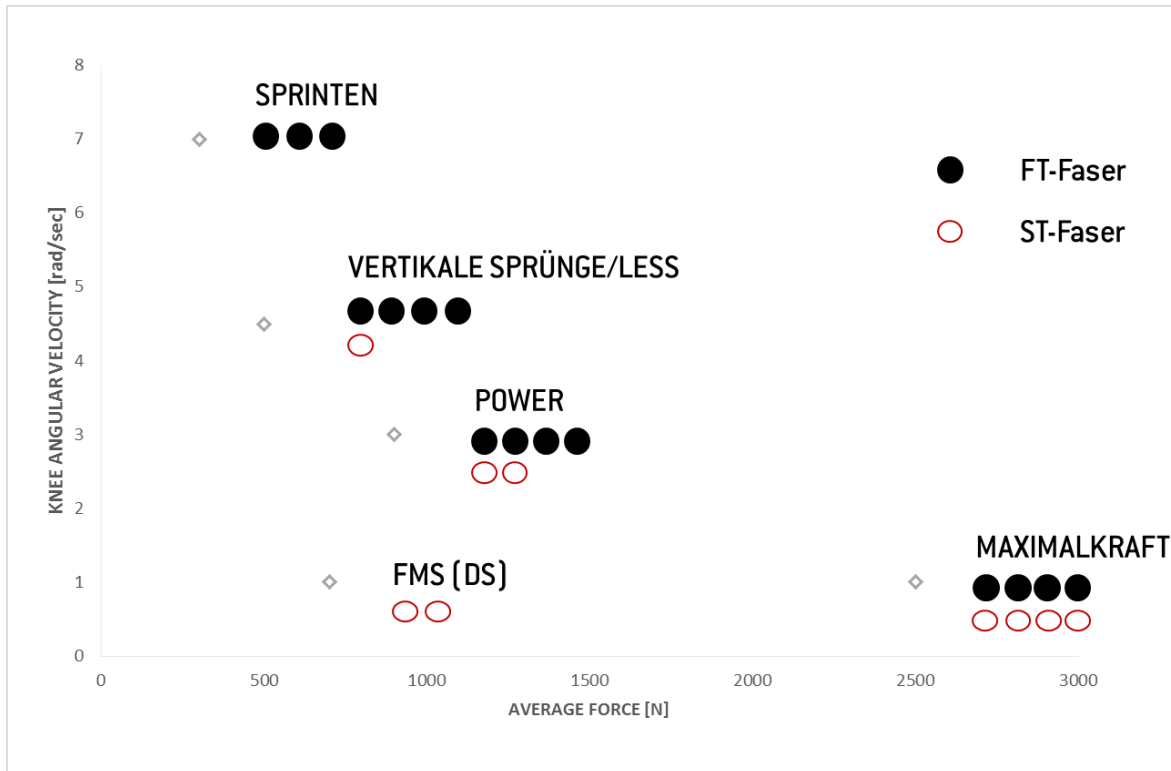 8
SPRINTEN
7
FT-Faser
6
ST-Faser
VERTIKALE SPRÜNGE/LESS
5
4
POWER
3
2
MAXIMALKRAFT
FMS (DS)
1
0
KNEE ANGULAR VELOCITY [rad/sec]
0 500 1000 1500 2000 2500 3000
AVERAGE FORCE [N]